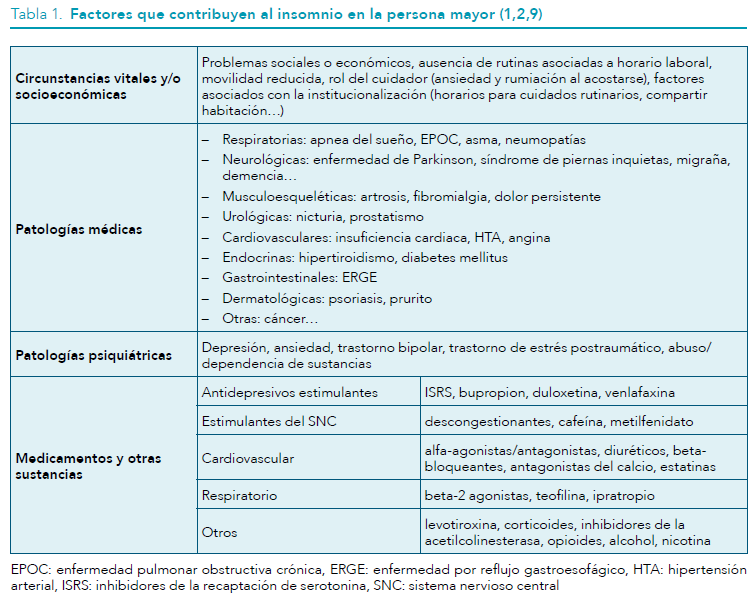 Tabla 1. Factores que contribuyen al insomnio en la persona mayor (1,2,9)
Circunstancias vitales y/o
socioeconómicas
Problemas sociales o económicos, ausencia de rutinas asociadas a horario laboral,
movilidad reducida, rol del cuidador (ansiedad y rumiación al acostarse), factores
asociados con la institucionalización (horarios para cuidados rutinarios, compartir
habitación…)
Patologías médicas
– Respiratorias: apnea del sueño, EPOC, asma, neumopatías
– Neurológicas: enfermedad de Parkinson, síndrome de piernas inquietas, migraña,
demencia…
– Musculoesqueléticas: artrosis, fibromialgia, dolor persistente
– Urológicas: nicturia, prostatismo
– Cardiovasculares: insuficiencia cardiaca, HTA, angina
– Endocrinas: hipertiroidismo, diabetes mellitus
– Gastrointestinales: ERGE
– Dermatológicas: psoriasis, prurito
– Otras: cáncer…
Patologías psiquiátricas
Depresión, ansiedad, trastorno bipolar, trastorno de estrés postraumático, abuso/
dependencia de sustancias
Medicamentos y otras
sustancias
Antidepresivos estimulantes
ISRS, bupropion, duloxetina, venlafaxina
Estimulantes del SNC
descongestionantes, cafeína, metilfenidato
Cardiovascular
alfa-agonistas/antagonistas, diuréticos, beta-
bloqueantes, antagonistas del calcio, estatinas
Respiratorio
beta-2 agonistas, teofilina, ipratropio
Otros
levotiroxina, corticoides, inhibidores de la
acetilcolinesterasa, opioides, alcohol, nicotina
EPOC: enfermedad pulmonar obstructiva crónica, ERGE: enfermedad por reflujo gastroesofágico, HTA: hipertensión
arterial, ISRS: inhibidores de la recaptación de serotonina, SNC: sistema nervioso central